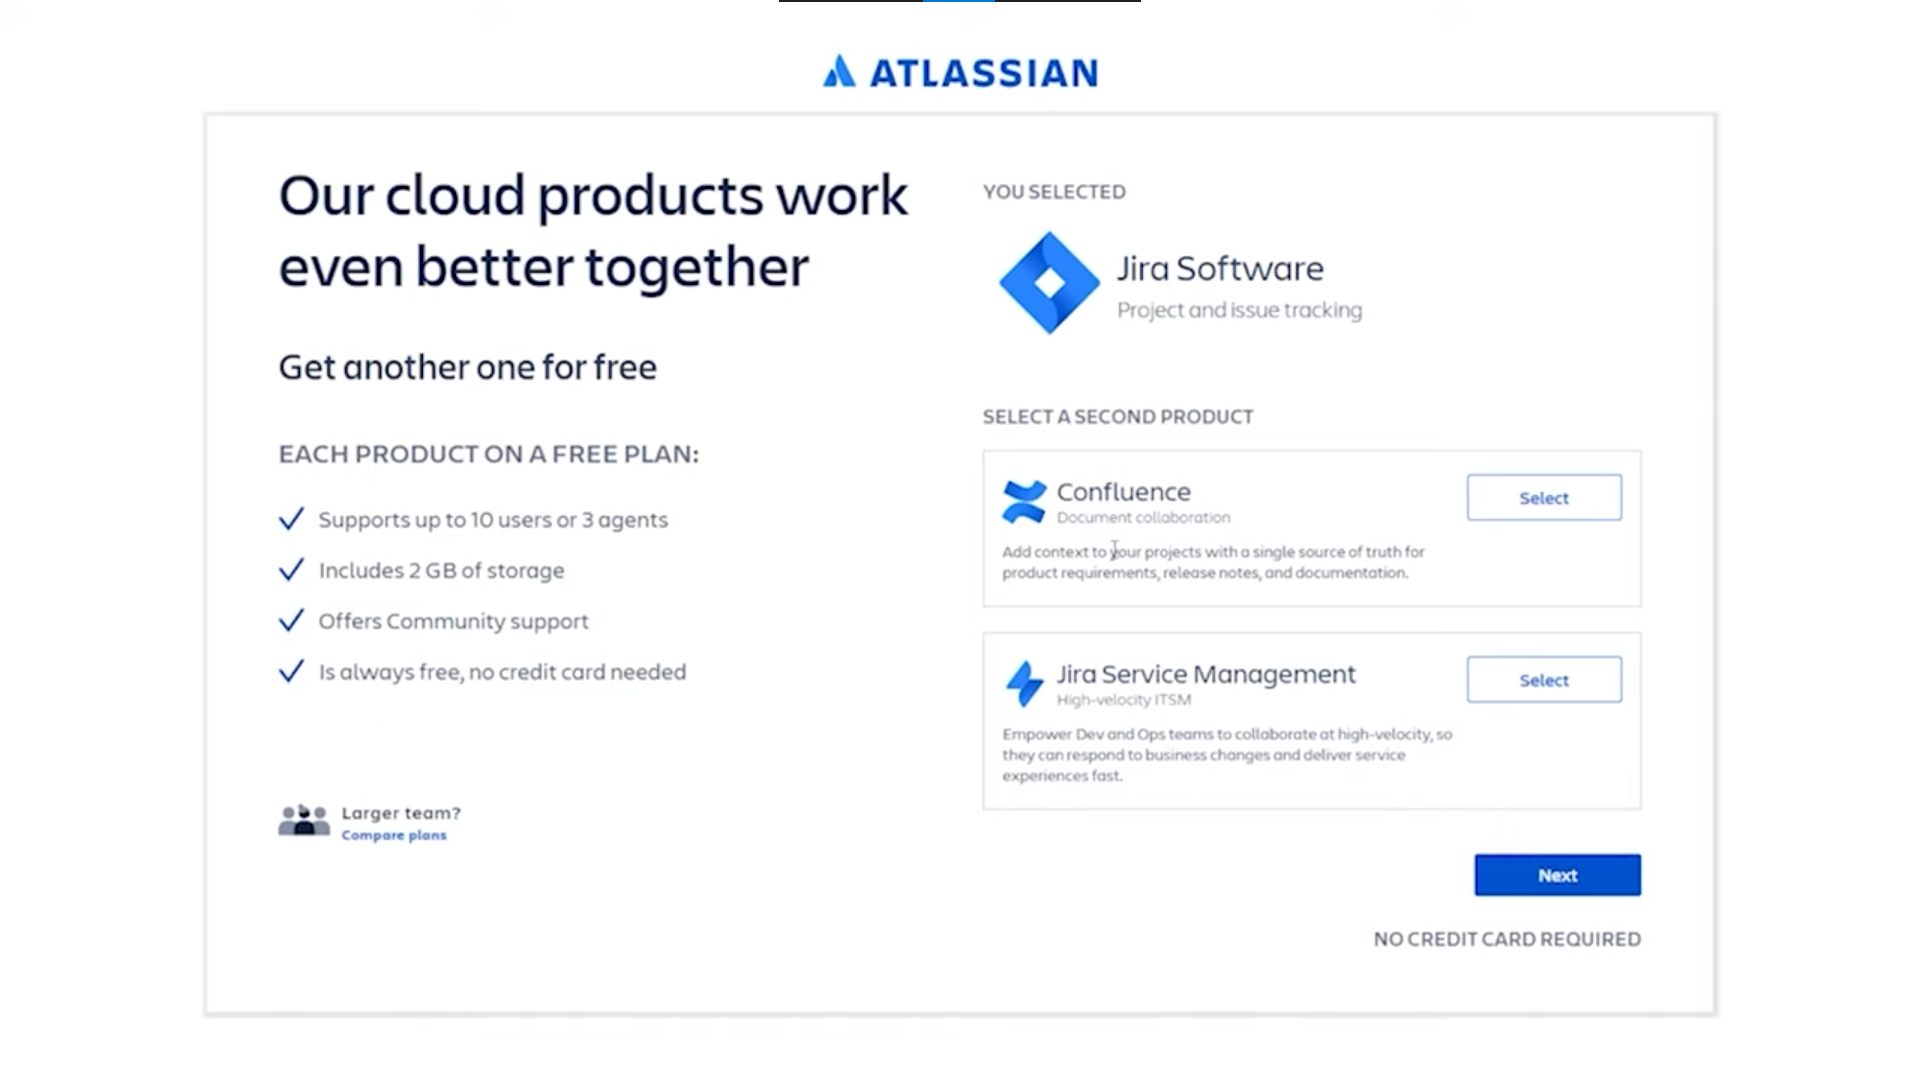 ATLASSIAN
Our cloud products work
even better together
Get another one for free
EACH PRODUCT ON A FREE PLAN:
Supports up to 10 users or 3 agents
Includes 2 GB of storage
Offers Community support
Is always free, no credit card needed
Larger team?
Compare plans
YOU SELECTED
Jira Software
Project and issue tracking
SELECT A SECOND PRODUCT
Confluence
Document collaboration
Select
Add context to your projects with a single source of truth for
product requirements, release notes, and documentation.
Jira Service Management
High-velocity ITSM
Select
Empower Dev and Ops teams to collaborate at high-velocity, so
they can respond to business changes and deliver service
experiences fast.
Next
NO CREDIT CARD REQUIRED